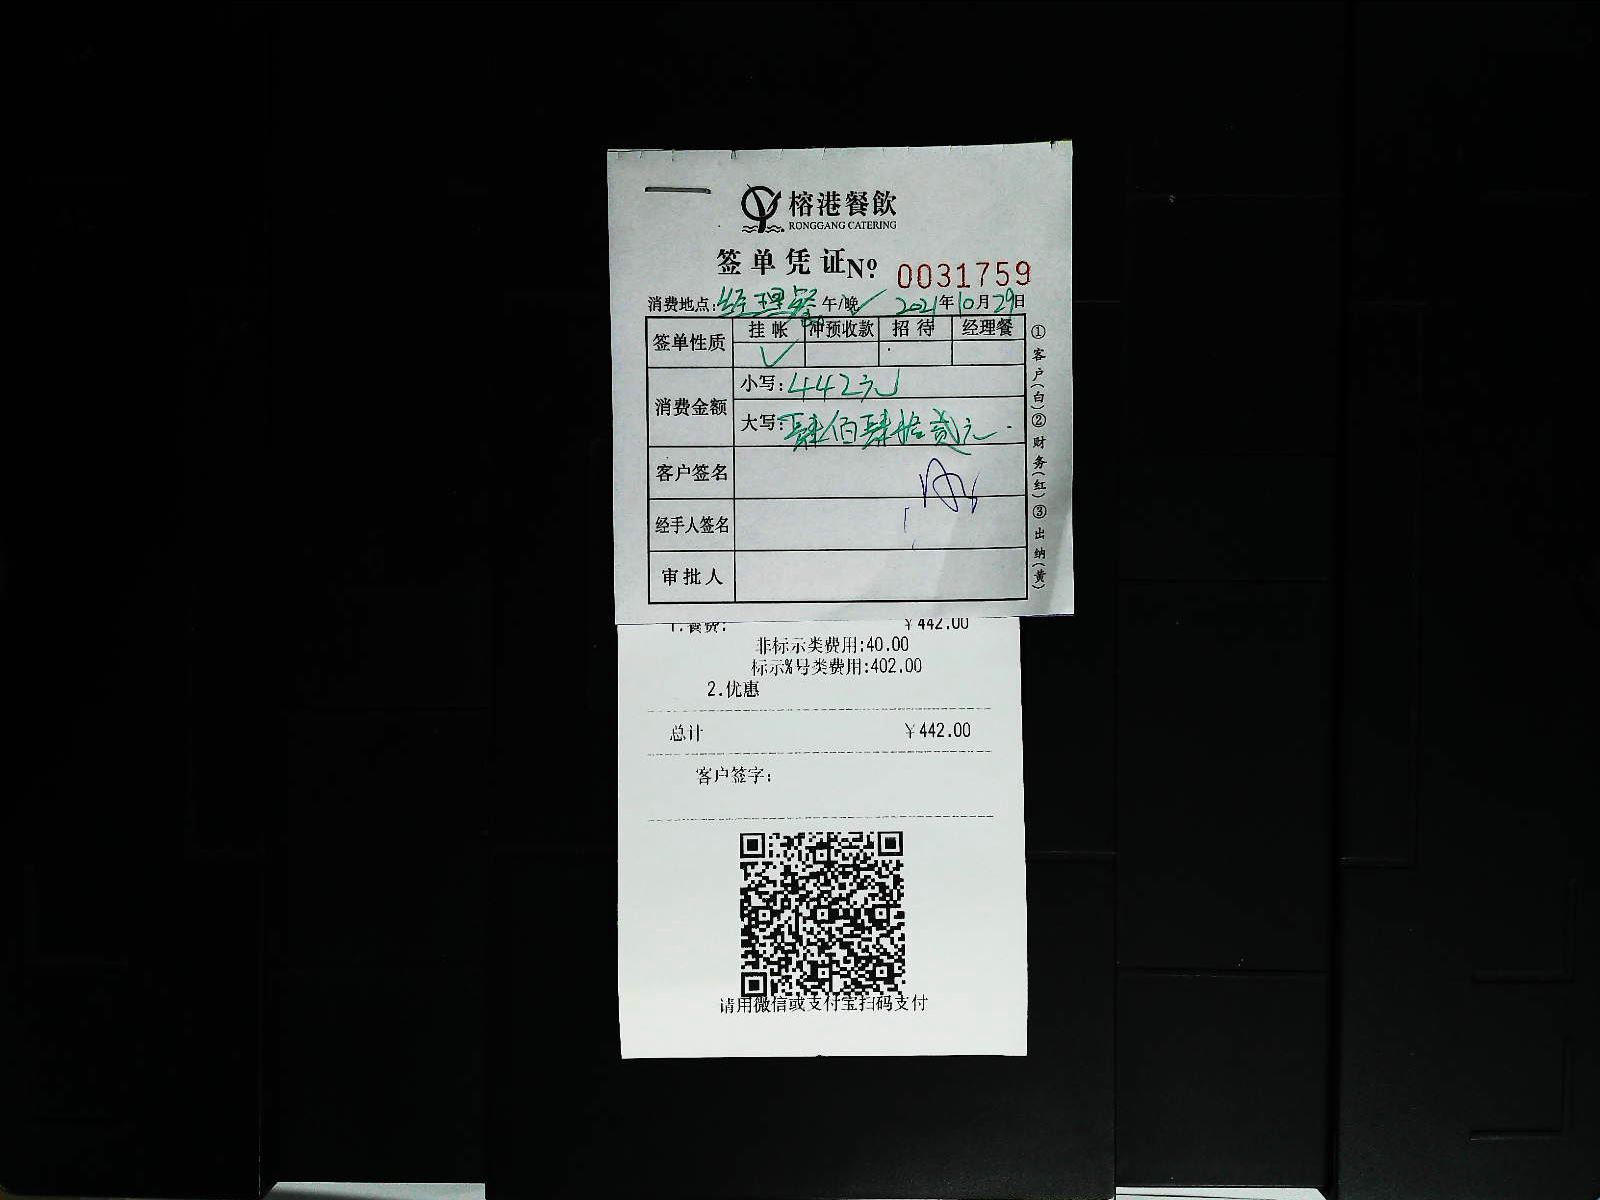 榕港餐飲
RONGGANG CATERING
签单凭证 Nº 0031759
消费地点:经理餐 午/晚✓ 2021年10月29日
签单性质 挂帐 冲预收款 招待 经理餐
✓
消费金额 小写:442元
大写:肆佰肆拾贰元
客户签名
经手人签名
审批人
①客户(白)②财务(红)③出纳(黄)
1.餐费: ¥442.00
非标示类费用:40.00
标示%号类费用:402.00
2.优惠
总计 ¥442.00
客户签字:
请用微信或支付宝扫码支付